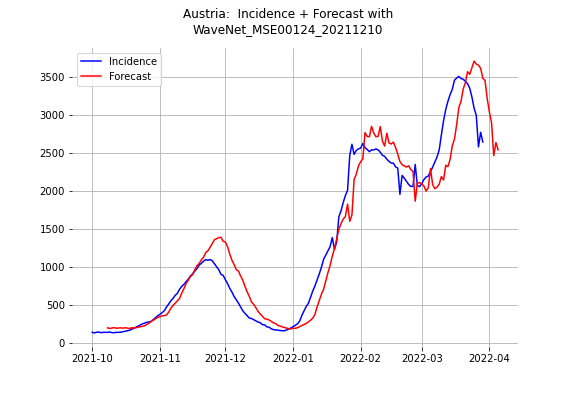 Austria: Incidence + Forecast with
WaveNet_MSE00124_20211210
Incidence
Forecast
3500
3000
2500
2000
1500
1000
500
0
2021-10 2021-11 2021-12 2022-01 2022-02 2022-03 2022-04